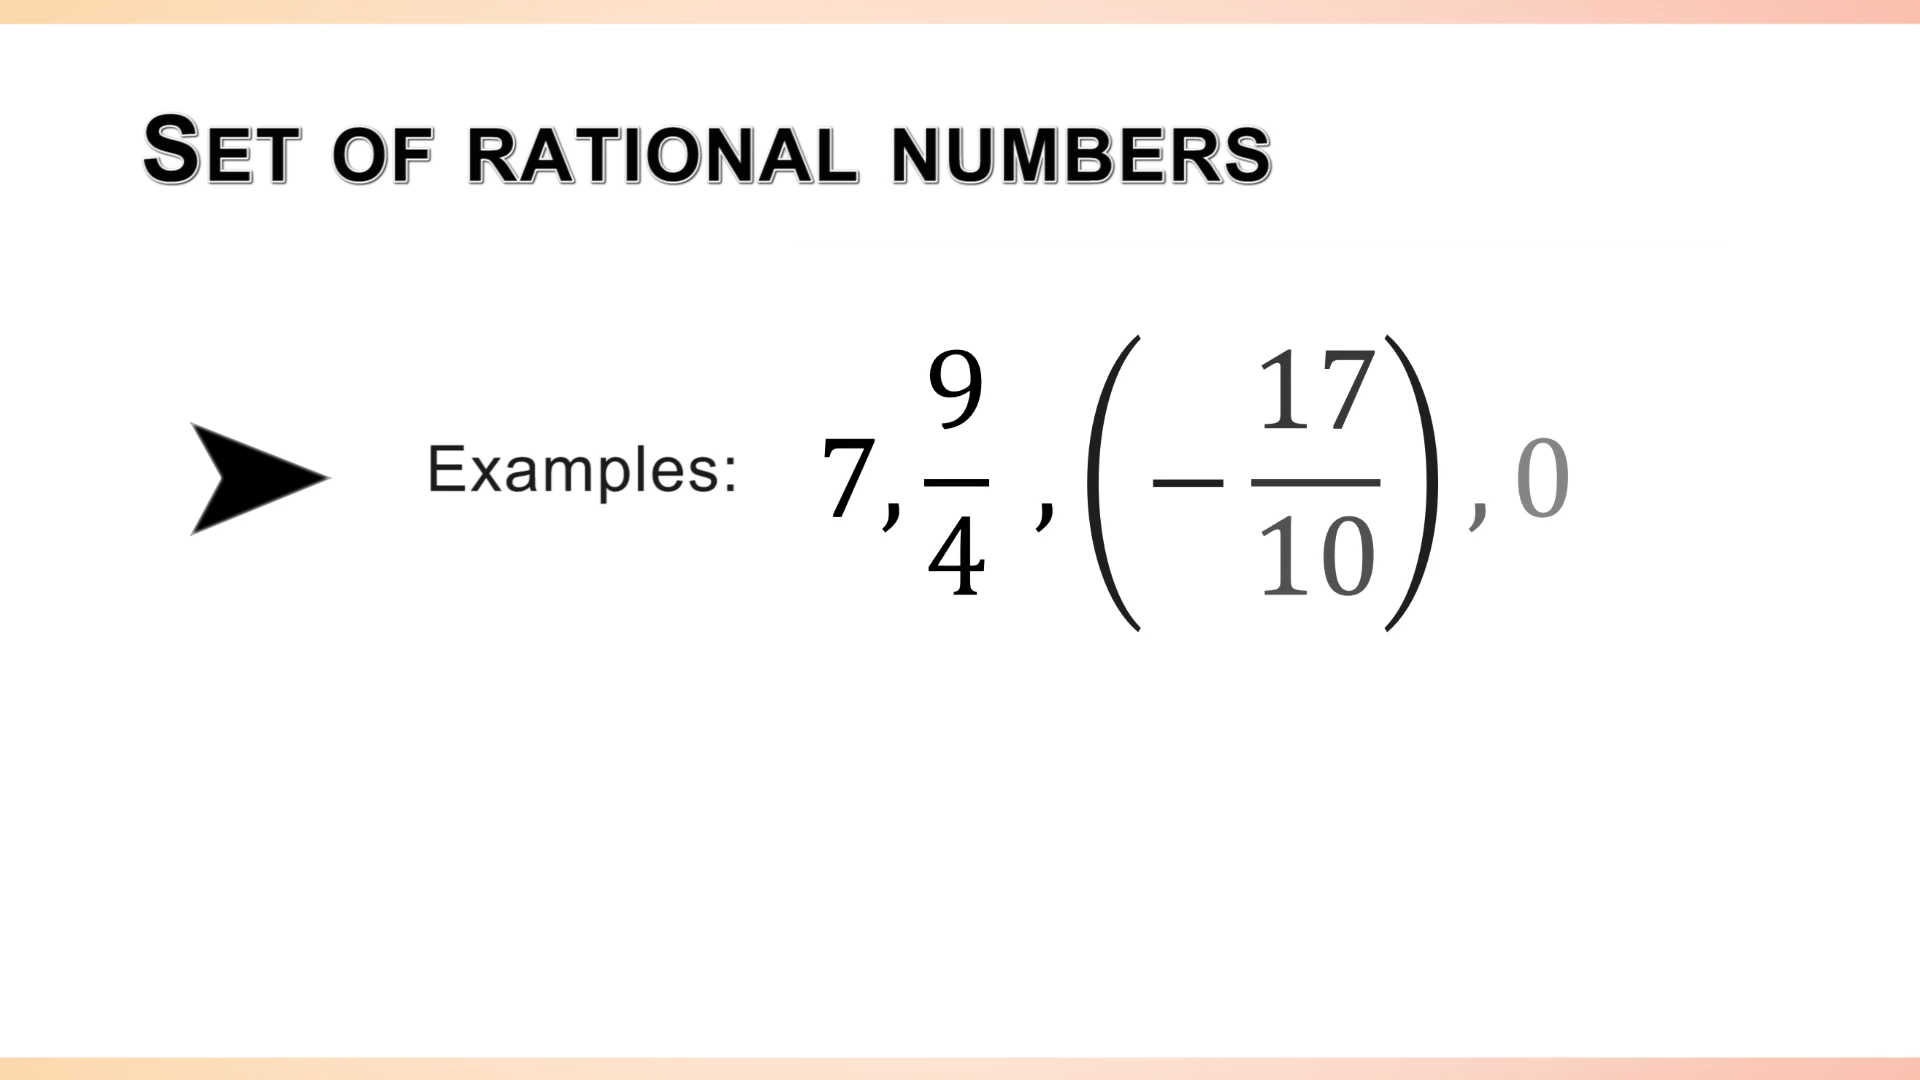 SET OF RATIONAL NUMBERS
Examples: 7, 9/4 , (− 17/10) , 0